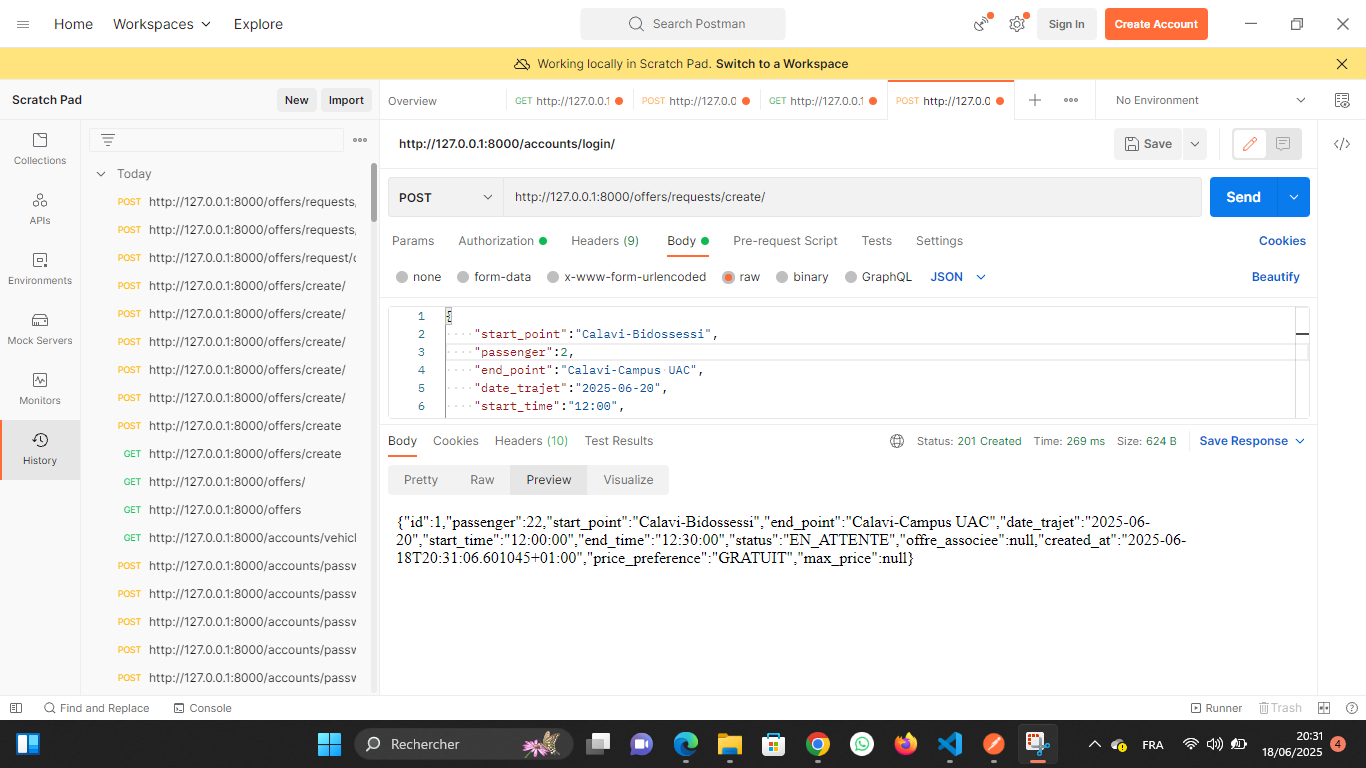 Home Workspaces Explore Search Postman Sign In Create Account
Working locally in Scratch Pad. Switch to a Workspace
Scratch Pad New Import Overview GET http://127.0.0.1 POST http://127.0.0 GET http://127.0.0.1 POST http://127.0.0 No Environment
http://127.0.0.1:8000/accounts/login/ Save
Collections
APIs
Environments
Mock Servers
Monitors
History
Today
POST http://127.0.0.1:8000/offers/requests,
POST http://127.0.0.1:8000/offers/requests,
POST http://127.0.0.1:8000/offers/request/c
POST http://127.0.0.1:8000/offers/create/
POST http://127.0.0.1:8000/offers/create/
POST http://127.0.0.1:8000/offers/create/
POST http://127.0.0.1:8000/offers/create/
POST http://127.0.0.1:8000/offers/create/
POST http://127.0.0.1:8000/offers/create
GET http://127.0.0.1:8000/offers/create
GET http://127.0.0.1:8000/offers/
GET http://127.0.0.1:8000/offers
GET http://127.0.0.1:8000/accounts/vehicl
POST http://127.0.0.1:8000/accounts/passw
POST http://127.0.0.1:8000/accounts/passw
POST http://127.0.0.1:8000/accounts/passw
POST http://127.0.0.1:8000/accounts/passw
POST http://127.0.0.1:8000/accounts/passw
POST http://127.0.0.1:8000/offers/requests/create/ Send
Params Authorization Headers (9) Body Pre-request Script Tests Settings Cookies
none form-data x-www-form-urlencoded raw binary GraphQL JSON Beautify
1 {
2 "start_point":"Calavi-Bidossessi",
3 "passenger":2,
4 "end_point":"Calavi-Campus UAC",
5 "date_trajet":"2025-06-20",
6 "start_time":"12:00",
Body Cookies Headers (10) Test Results Status: 201 Created Time: 269 ms Size: 624 B Save Response
Pretty Raw Preview Visualize
{"id":1,"passenger":22,"start_point":"Calavi-Bidossessi","end_point":"Calavi-Campus UAC","date_trajet":"2025-06-
20","start_time":"12:00:00","end_time":"12:30:00","status":"EN_ATTENTE","offre_associee":null,"created_at":"2025-06-
18T20:31:06.601045+01:00","price_preference":"GRATUIT","max_price":null}
Find and Replace Console Runner Trash
Rechercher FRA 20:31
18/06/2025 4